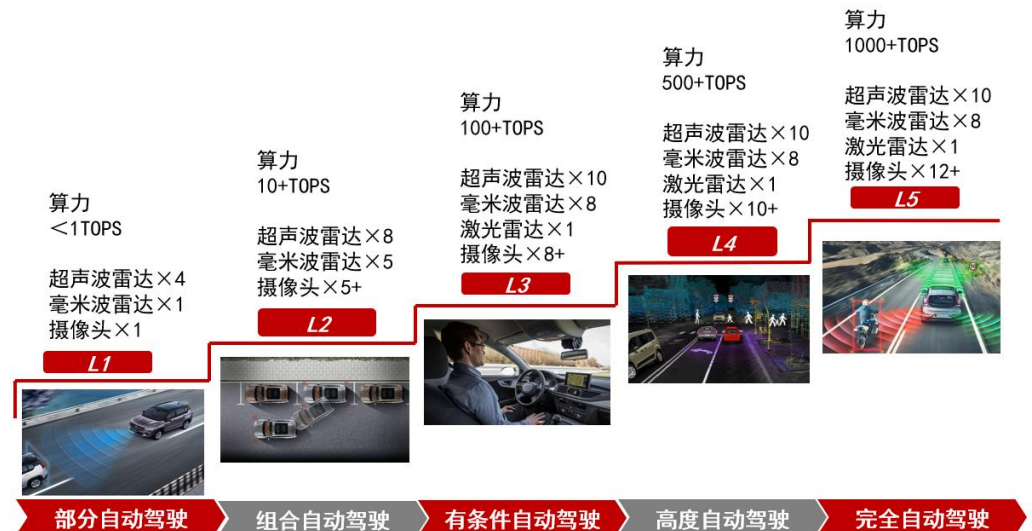 算力
<1TOPS
超声波雷达×4
毫米波雷达×1
摄像头×1
L1
算力
10+TOPS
超声波雷达×8
毫米波雷达×5
摄像头×5+
L2
算力
100+TOPS
超声波雷达×10
毫米波雷达×8
激光雷达×1
摄像头×8+
L3
算力
500+TOPS
超声波雷达×10
毫米波雷达×8
激光雷达×1
摄像头×10+
L4
算力
1000+TOPS
超声波雷达×10
毫米波雷达×8
激光雷达×1
摄像头×12+
L5
部分自动驾驶
组合自动驾驶
有条件自动驾驶
高度自动驾驶
完全自动驾驶